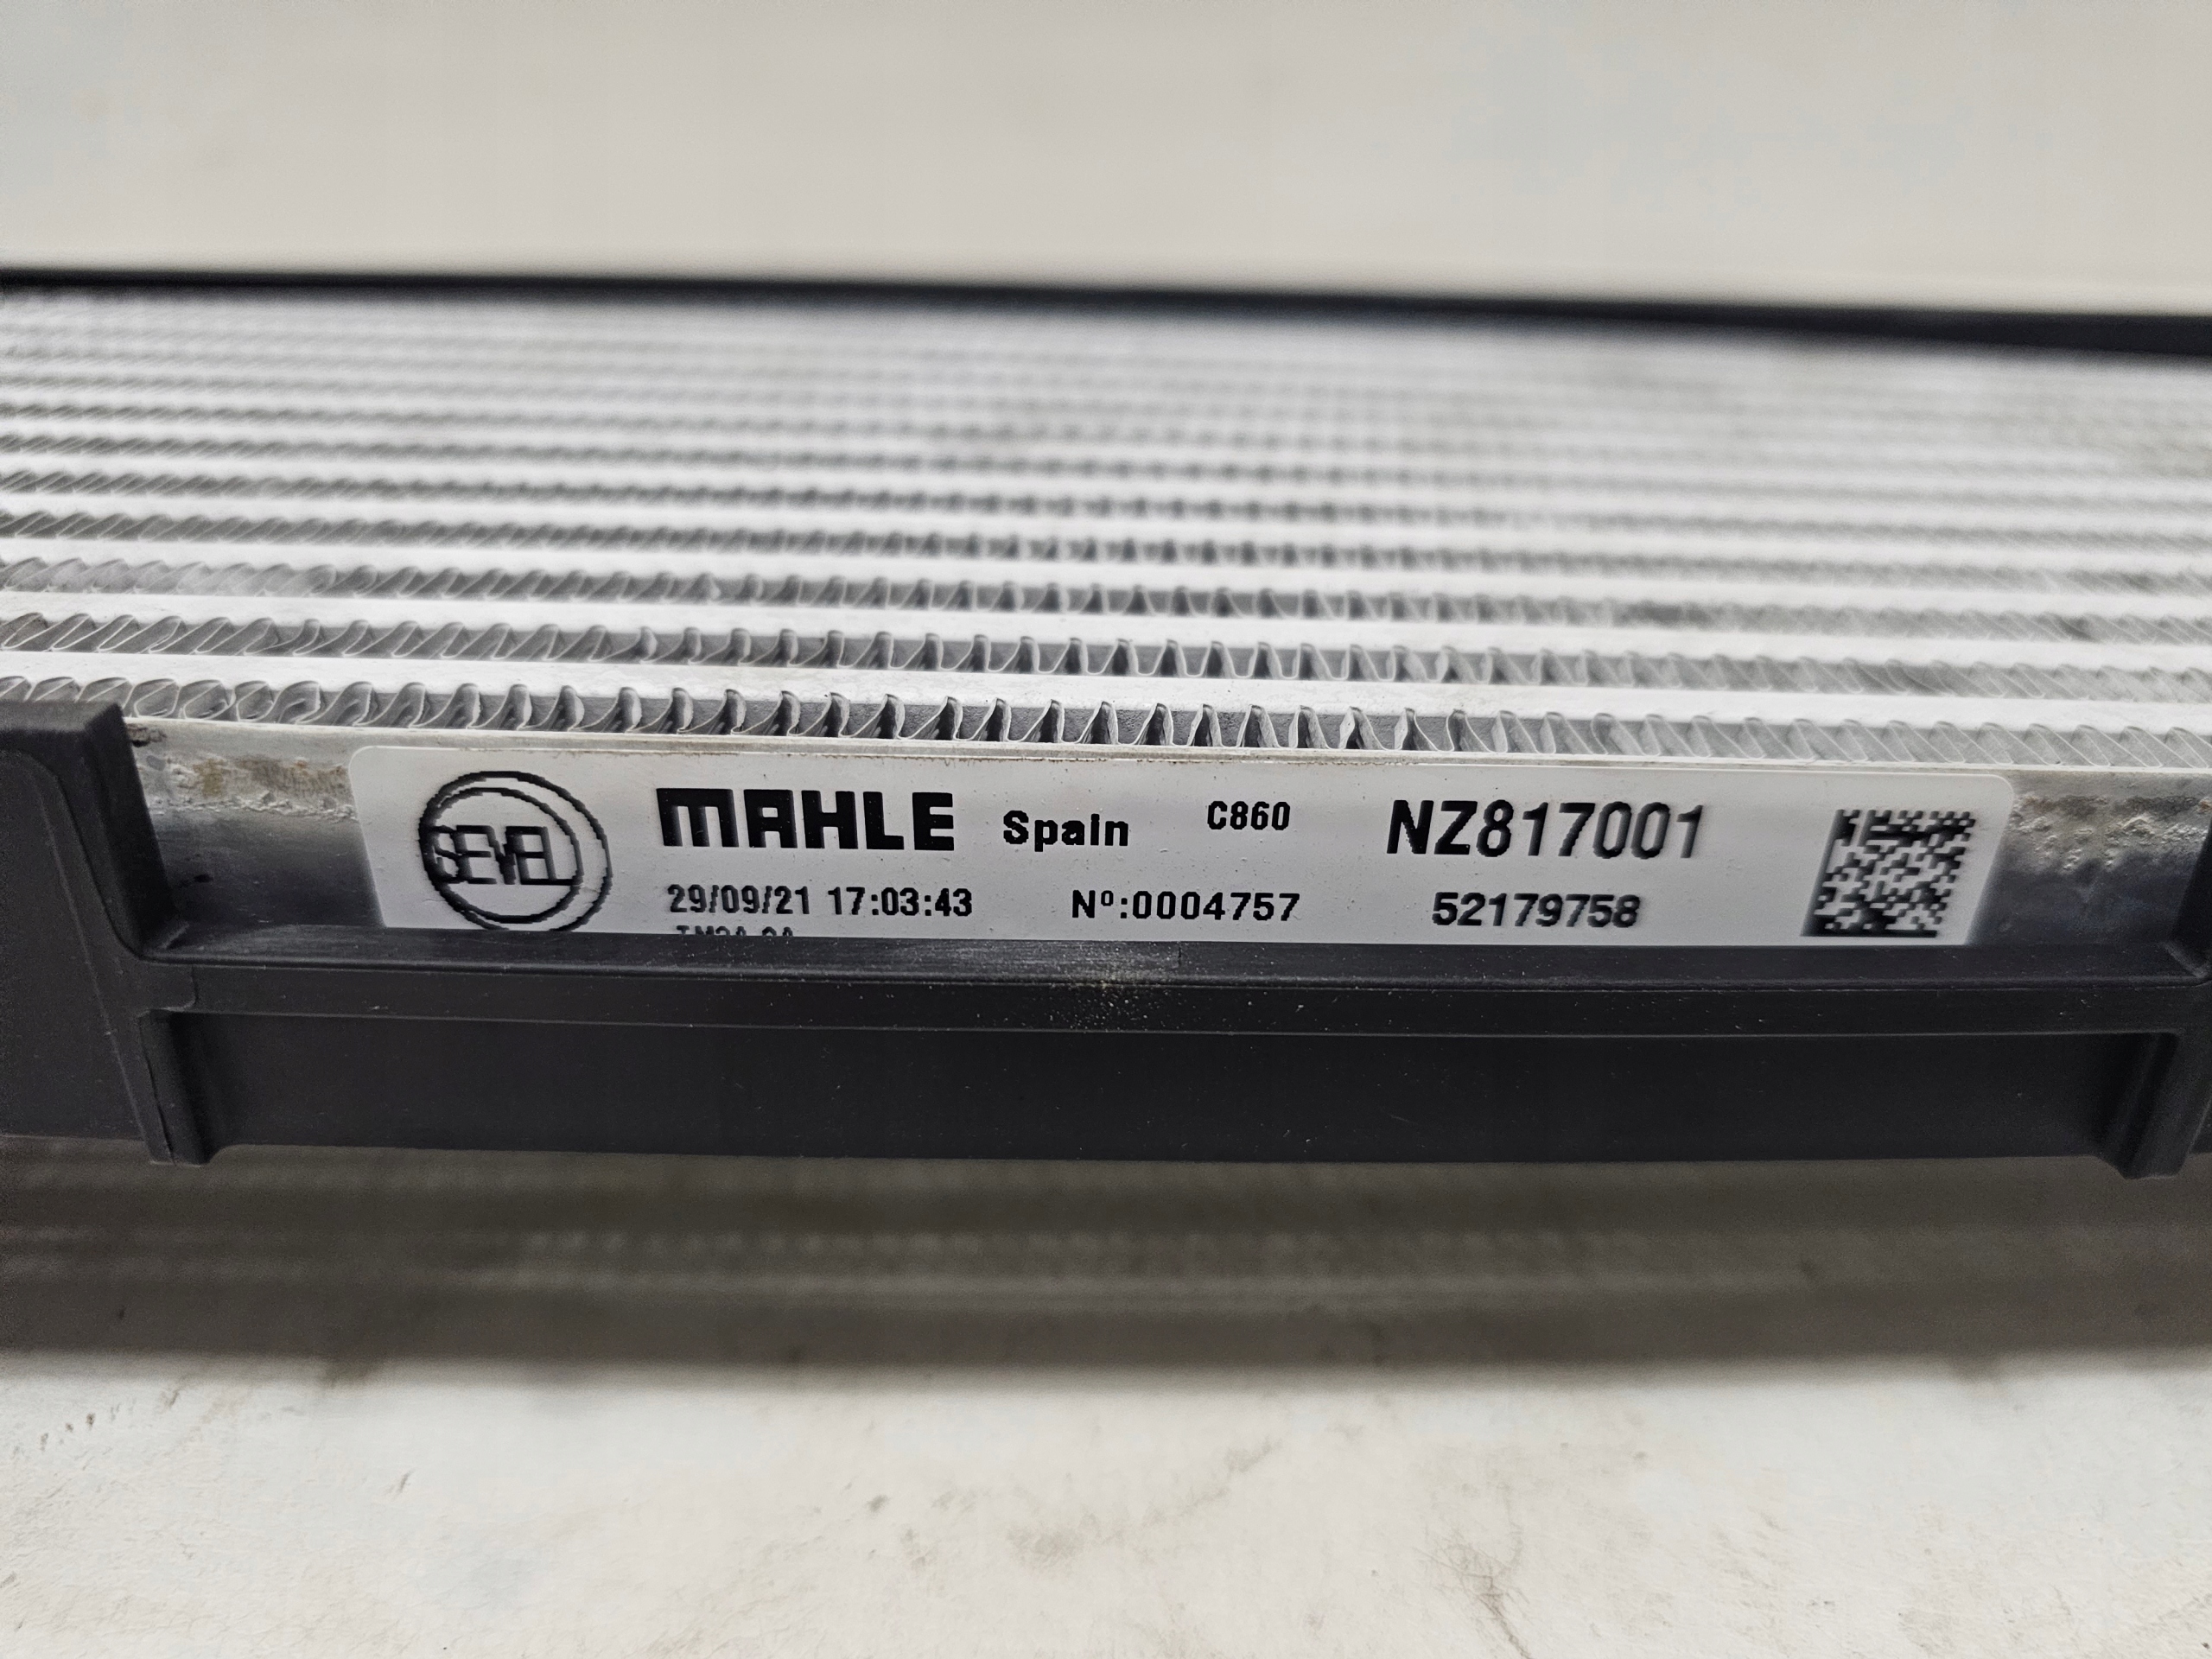 SEVEL
MAHLE Spain C860 NZ817001
29/09/21 17:03:43 Nº:0004757 52179758